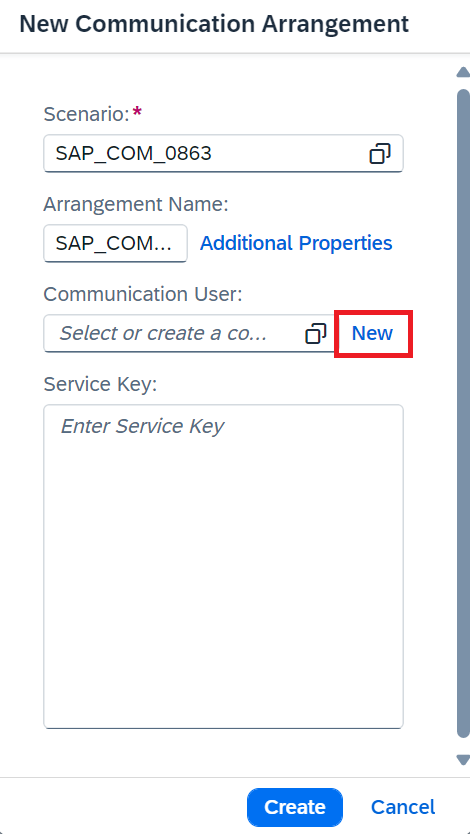 New Communication Arrangement
Scenario:*
SAP_COM_0863
Arrangement Name:
SAP_COM... Additional Properties
Communication User:
Select or create a co... New
Service Key:
Enter Service Key
Create Cancel